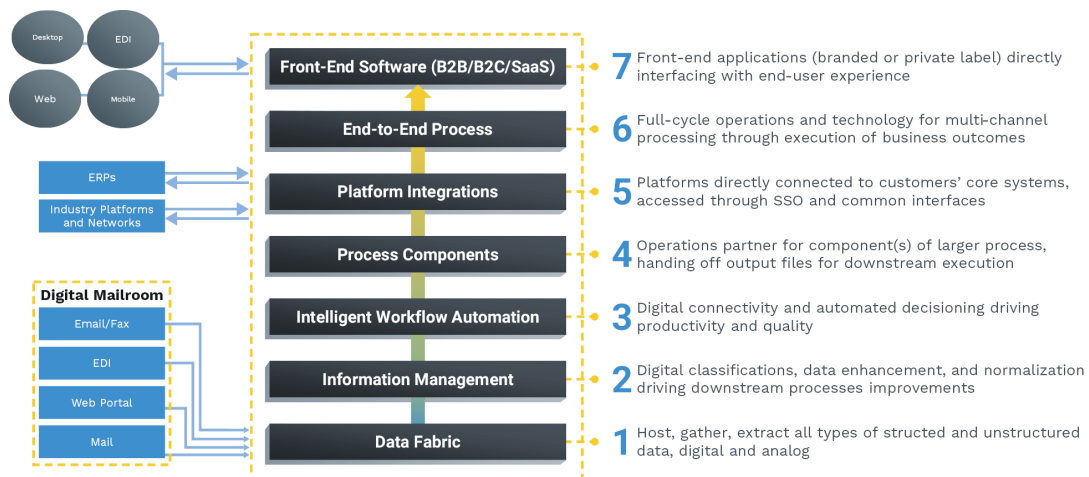 Desktop
EDI
Web
Mobile
ERPs
Industry Platforms
and Networks
Digital Mailroom
Email/Fax
EDI
Web Portal
Mail
Front-End Software (B2B/B2C/SaaS)
End-to-End Process
Platform Integrations
Process Components
Intelligent Workflow Automation
Information Management
Data Fabric
7
Front-end applications (branded or private label) directly
interfacing with end-user experience
6
Full-cycle operations and technology for multi-channel
processing through execution of business outcomes
5
Platforms directly connected to customers’ core systems,
accessed through SSO and common interfaces
4
Operations partner for component(s) of larger process,
handing off output files for downstream execution
3
Digital connectivity and automated decisioning driving
productivity and quality
2
Digital classifications, data enhancement, and normalization
driving downstream processes improvements
1
Host, gather, extract all types of structed and unstructured
data, digital and analog